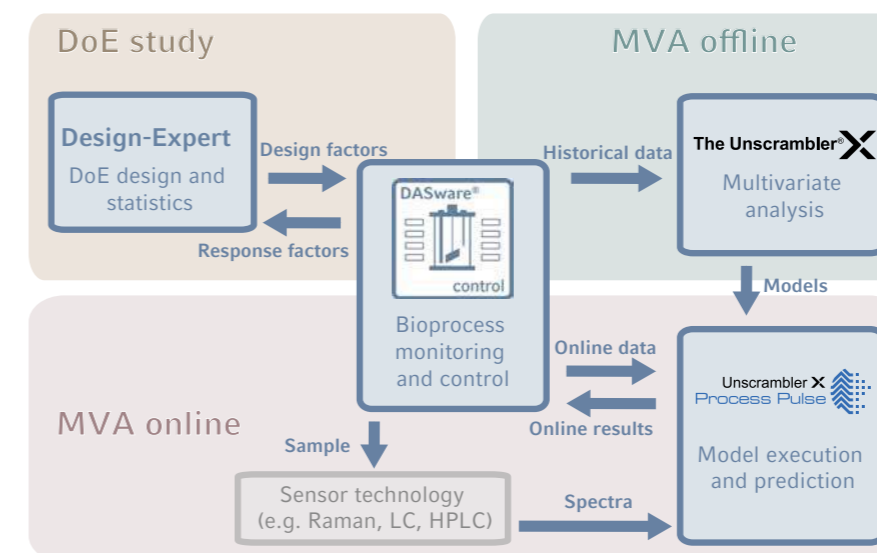 DoE study
MVA offline
Design-Expert
DoE design and
statistics
Design factors
Response factors
DASware®
control
Bioprocess
monitoring
and control
Historical data
The Unscrambler® X
Multivariate
analysis
Models
MVA online
Online data
Online results
Unscrambler X
Process Pulse
Model execution
and prediction
Sample
Sensor technology
(e.g. Raman, LC, HPLC)
Spectra